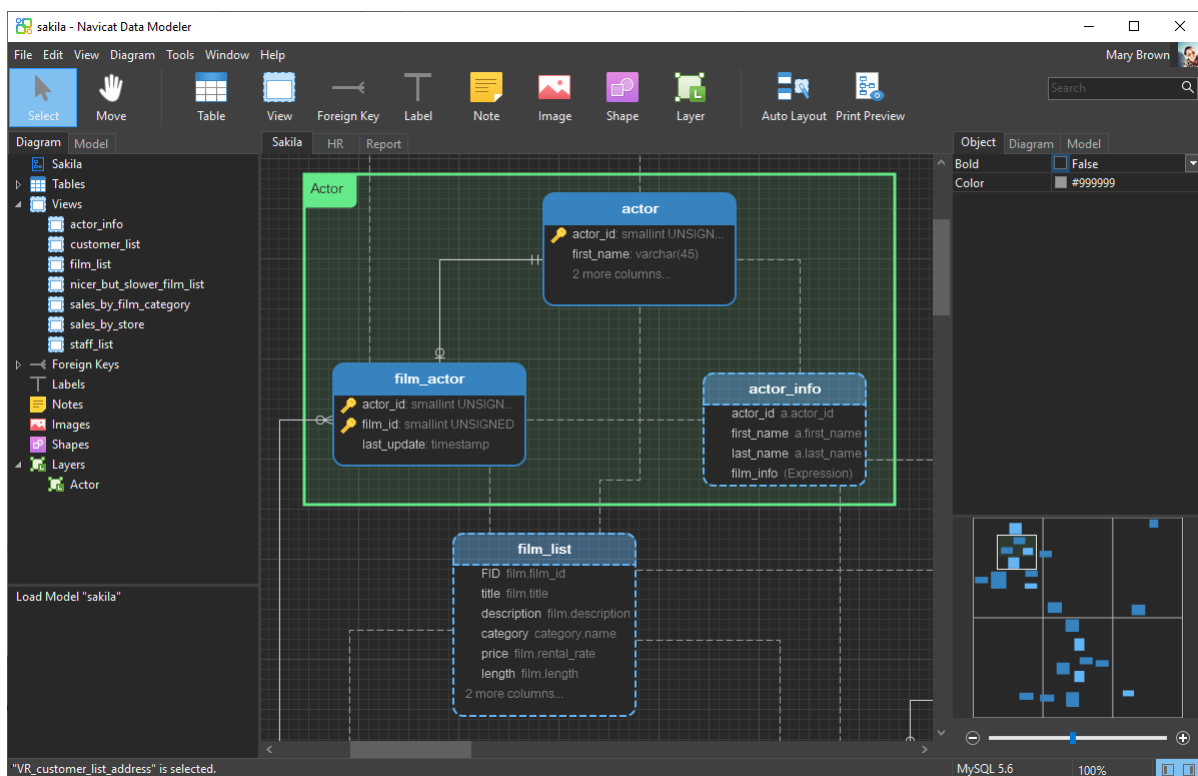 sakila - Navicat Data Modeler
File Edit View Diagram Tools Window Help
Mary Brown
Select Move Table View Foreign Key Label Note Image Shape Layer Auto Layout Print Preview
Search
Diagram Model
Sakila HR Report
Object Diagram Model
Sakila
Tables
Views
actor_info
customer_list
film_list
nicer_but_slower_film_list
sales_by_film_category
sales_by_store
staff_list
Foreign Keys
Labels
Notes
Images
Shapes
Layers
Actor
Load Model "sakila"
Actor
actor
actor_id: smallint UNSIGN...
first_name: varchar(45)
2 more columns...
film_actor
actor_id: smallint UNSIGN...
film_id: smallint UNSIGNED
last_update: timestamp
actor_info
actor_id a.actor_id
first_name a.first_name
last_name a.last_name
film_info (Expression)
film_list
FID film.film_id
title film.title
description film.description
category category.name
price film.rental_rate
length film.length
2 more columns...
Bold False
Color #999999
"VR_customer_list_address" is selected.
MySQL 5.6 100%